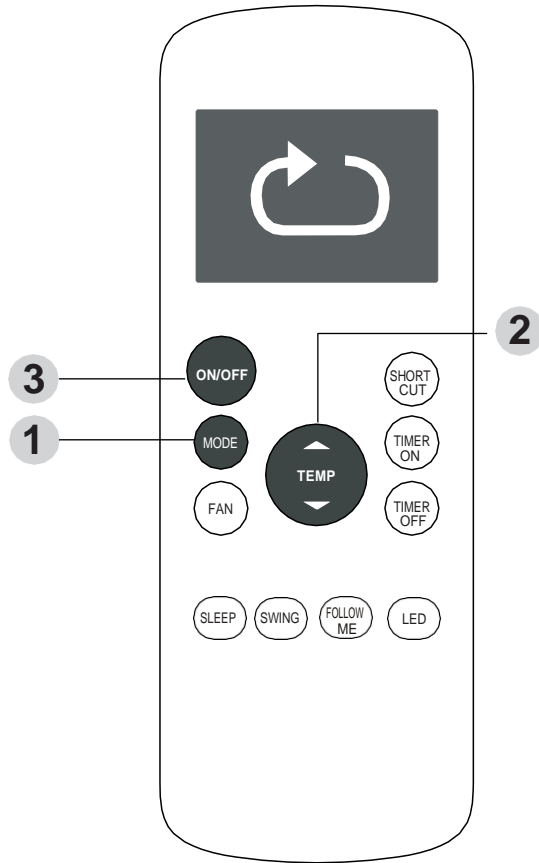 2
3
ON/OFF
SHORT
CUT
1
MODE
TEMP
TIMER
ON
FAN
TIMER
OFF
SLEEP
SWING
FOLLOW
ME
LED